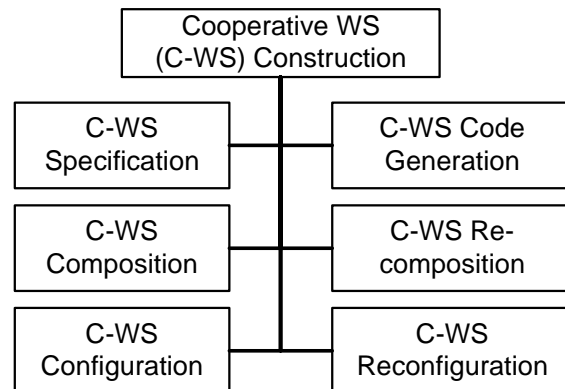 Cooperative WS
(C-WS) Construction
C-WS
Specification
C-WS Code
Generation
C-WS
Composition
C-WS Re-
composition
C-WS
Configuration
C-WS
Reconfiguration